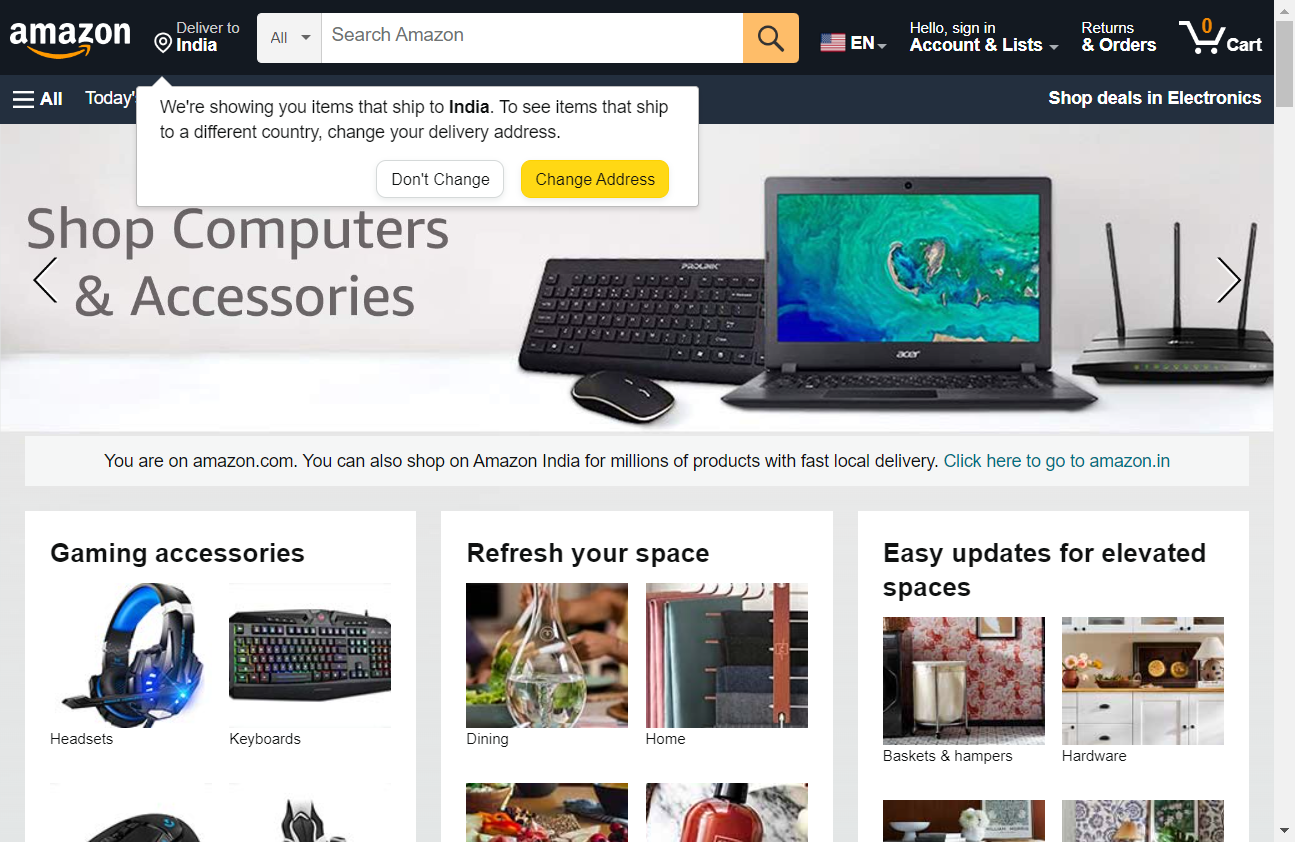 amazon
Deliver to
India
All
Search Amazon
EN
Hello, sign in
Account & Lists
Returns
& Orders
0
Cart
All
Today's
Shop deals in Electronics
We're showing you items that ship to India. To see items that ship
to a different country, change your delivery address.
Don't Change
Change Address
Shop Computers
& Accessories
PROLINK
acer
You are on amazon.com. You can also shop on Amazon India for millions of products with fast local delivery. Click here to go to amazon.in
Gaming accessories
Headsets
Keyboards
Refresh your space
Dining
Home
Easy updates for elevated
spaces
Baskets & hampers
Hardware